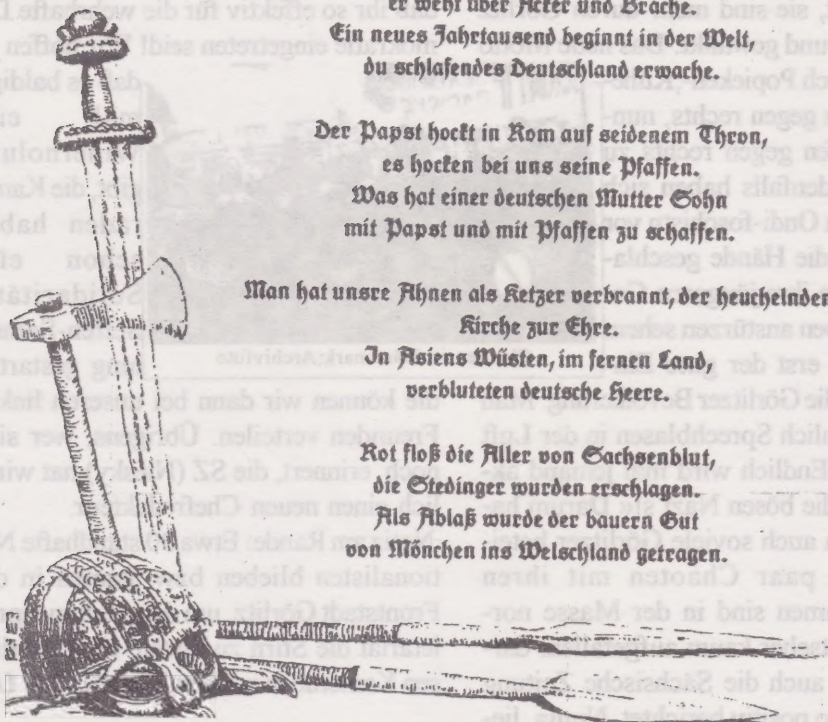 er weht über Äcker und Brache.
Ein neues Jahrtausend beginnt in der Welt,
du schlafendes Deutschland erwache.
Der Papst hockt in Rom auf seidenem Thron,
es hocken bei uns seine Pfaffen.
Was hat einer deutschen Mutter Sohn
mit Papst und mit Pfaffen zu schaffen.
Man hat unsre Ahnen als Ketzer verbrannt, der heuchelnden
Kirche zur Ehre.
In Asiens Wüsten, im fernen Land,
verbluteten deutsche Heere.
Rot floß die Aller von Sachsenblut,
die Stedinger wurden erschlagen.
Als Ablaß wurde der bauern Gut
von Mönchen ins Welschland getragen.